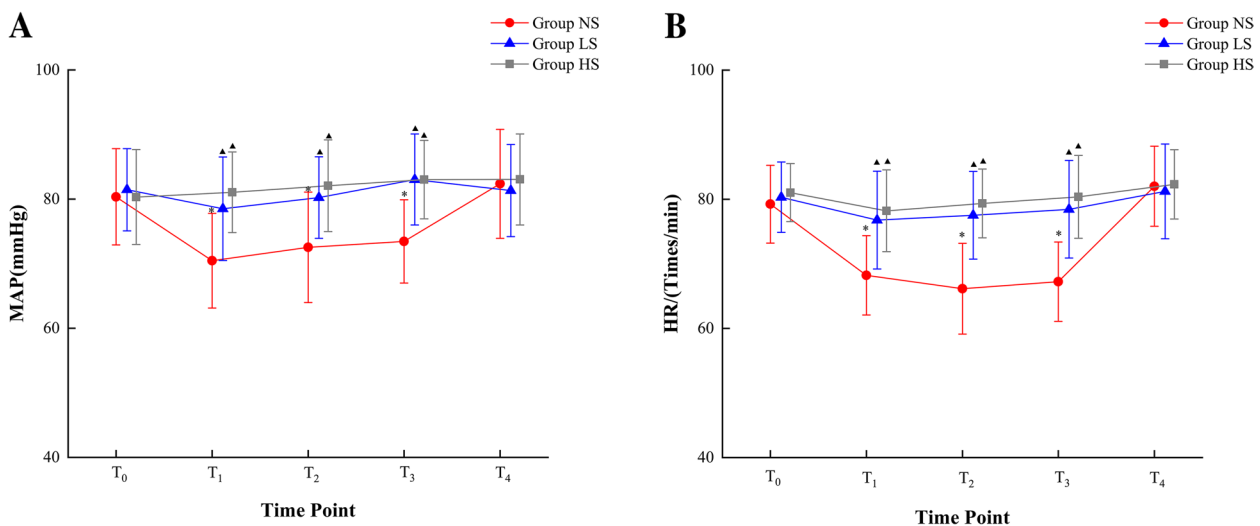 A
Group NS
Group LS
Group HS
100
80
60
40
MAP(mmHg)
* * *
T₀ T₁ T₂ T₃ T₄
Time Point
B
Group NS
Group LS
Group HS
100
80
60
40
HR/(Times/min)
* * *
T₀ T₁ T₂ T₃ T₄
Time Point